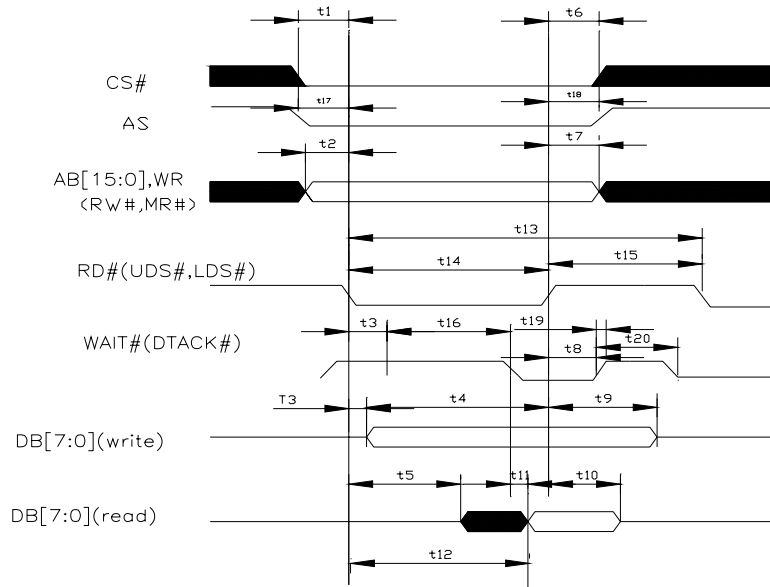 t1
t6
CS#
t17
t18
AS
t2
t7
AB[15:0],WR
(RW#,MR#)
t13
t14
t15
RD#(UDS#,LDS#)
t3
t16
t19
t20
WAIT#(DTACK#)
t8
T3
t4
t9
DB[7:0](write)
t5
t11
t10
DB[7:0](read)
t12